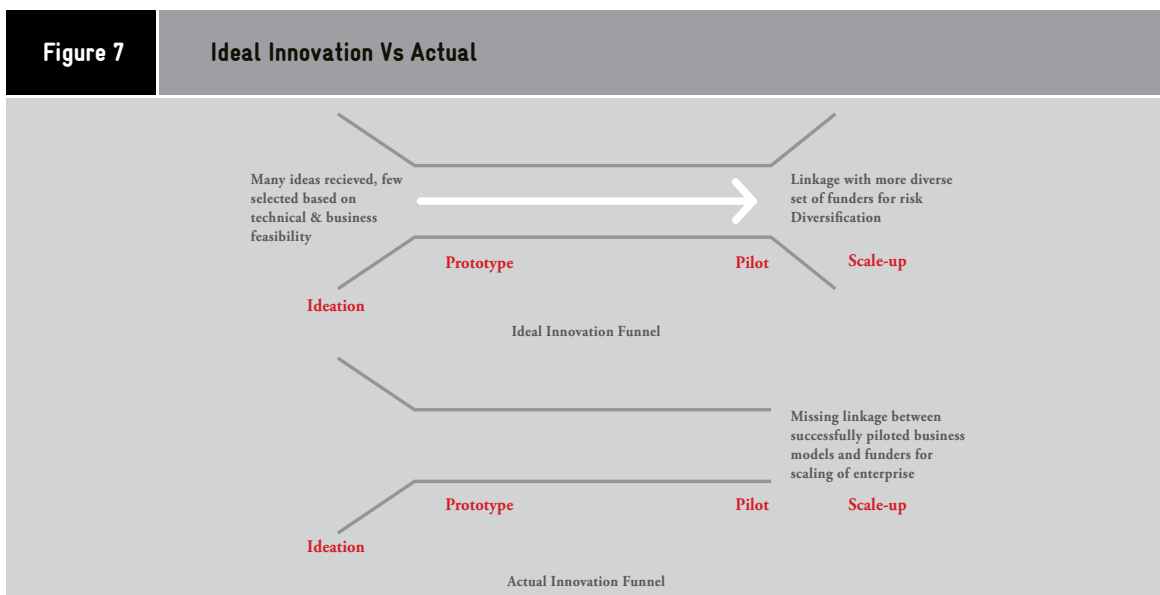 Figure 7
Ideal Innovation Vs Actual
Many ideas recieved, few
selected based on
technical & business
feasibility
Linkage with more diverse
set of funders for risk
Diversification
Prototype
Pilot
Scale-up
Ideation
Ideal Innovation Funnel
Missing linkage between
successfully piloted business
models and funders for
scaling of enterprise
Prototype
Pilot
Scale-up
Ideation
Actual Innovation Funnel